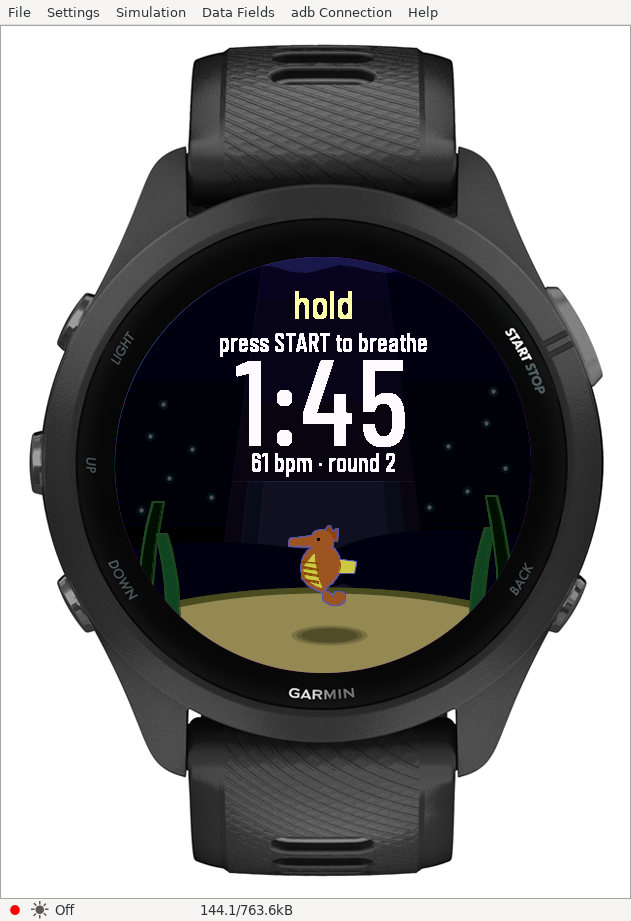 File Settings Simulation Data Fields adb Connection Help
hold
press START to breathe
1:45
61 bpm · round 2
LIGHT
UP
DOWN
START STOP
BACK
GARMIN
Off 144.1/763.6kB